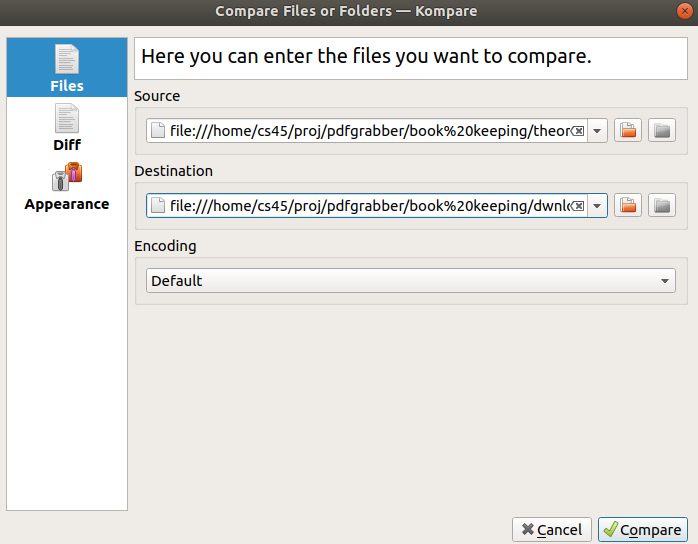 Compare Files or Folders — Kompare
Files
Diff
Appearance
Here you can enter the files you want to compare.
Source
file:///home/cs45/proj/pdfgrabber/book%20keeping/theor
Destination
file:///home/cs45/proj/pdfgrabber/book%20keeping/dwnlo
Encoding
Default
Cancel
Compare